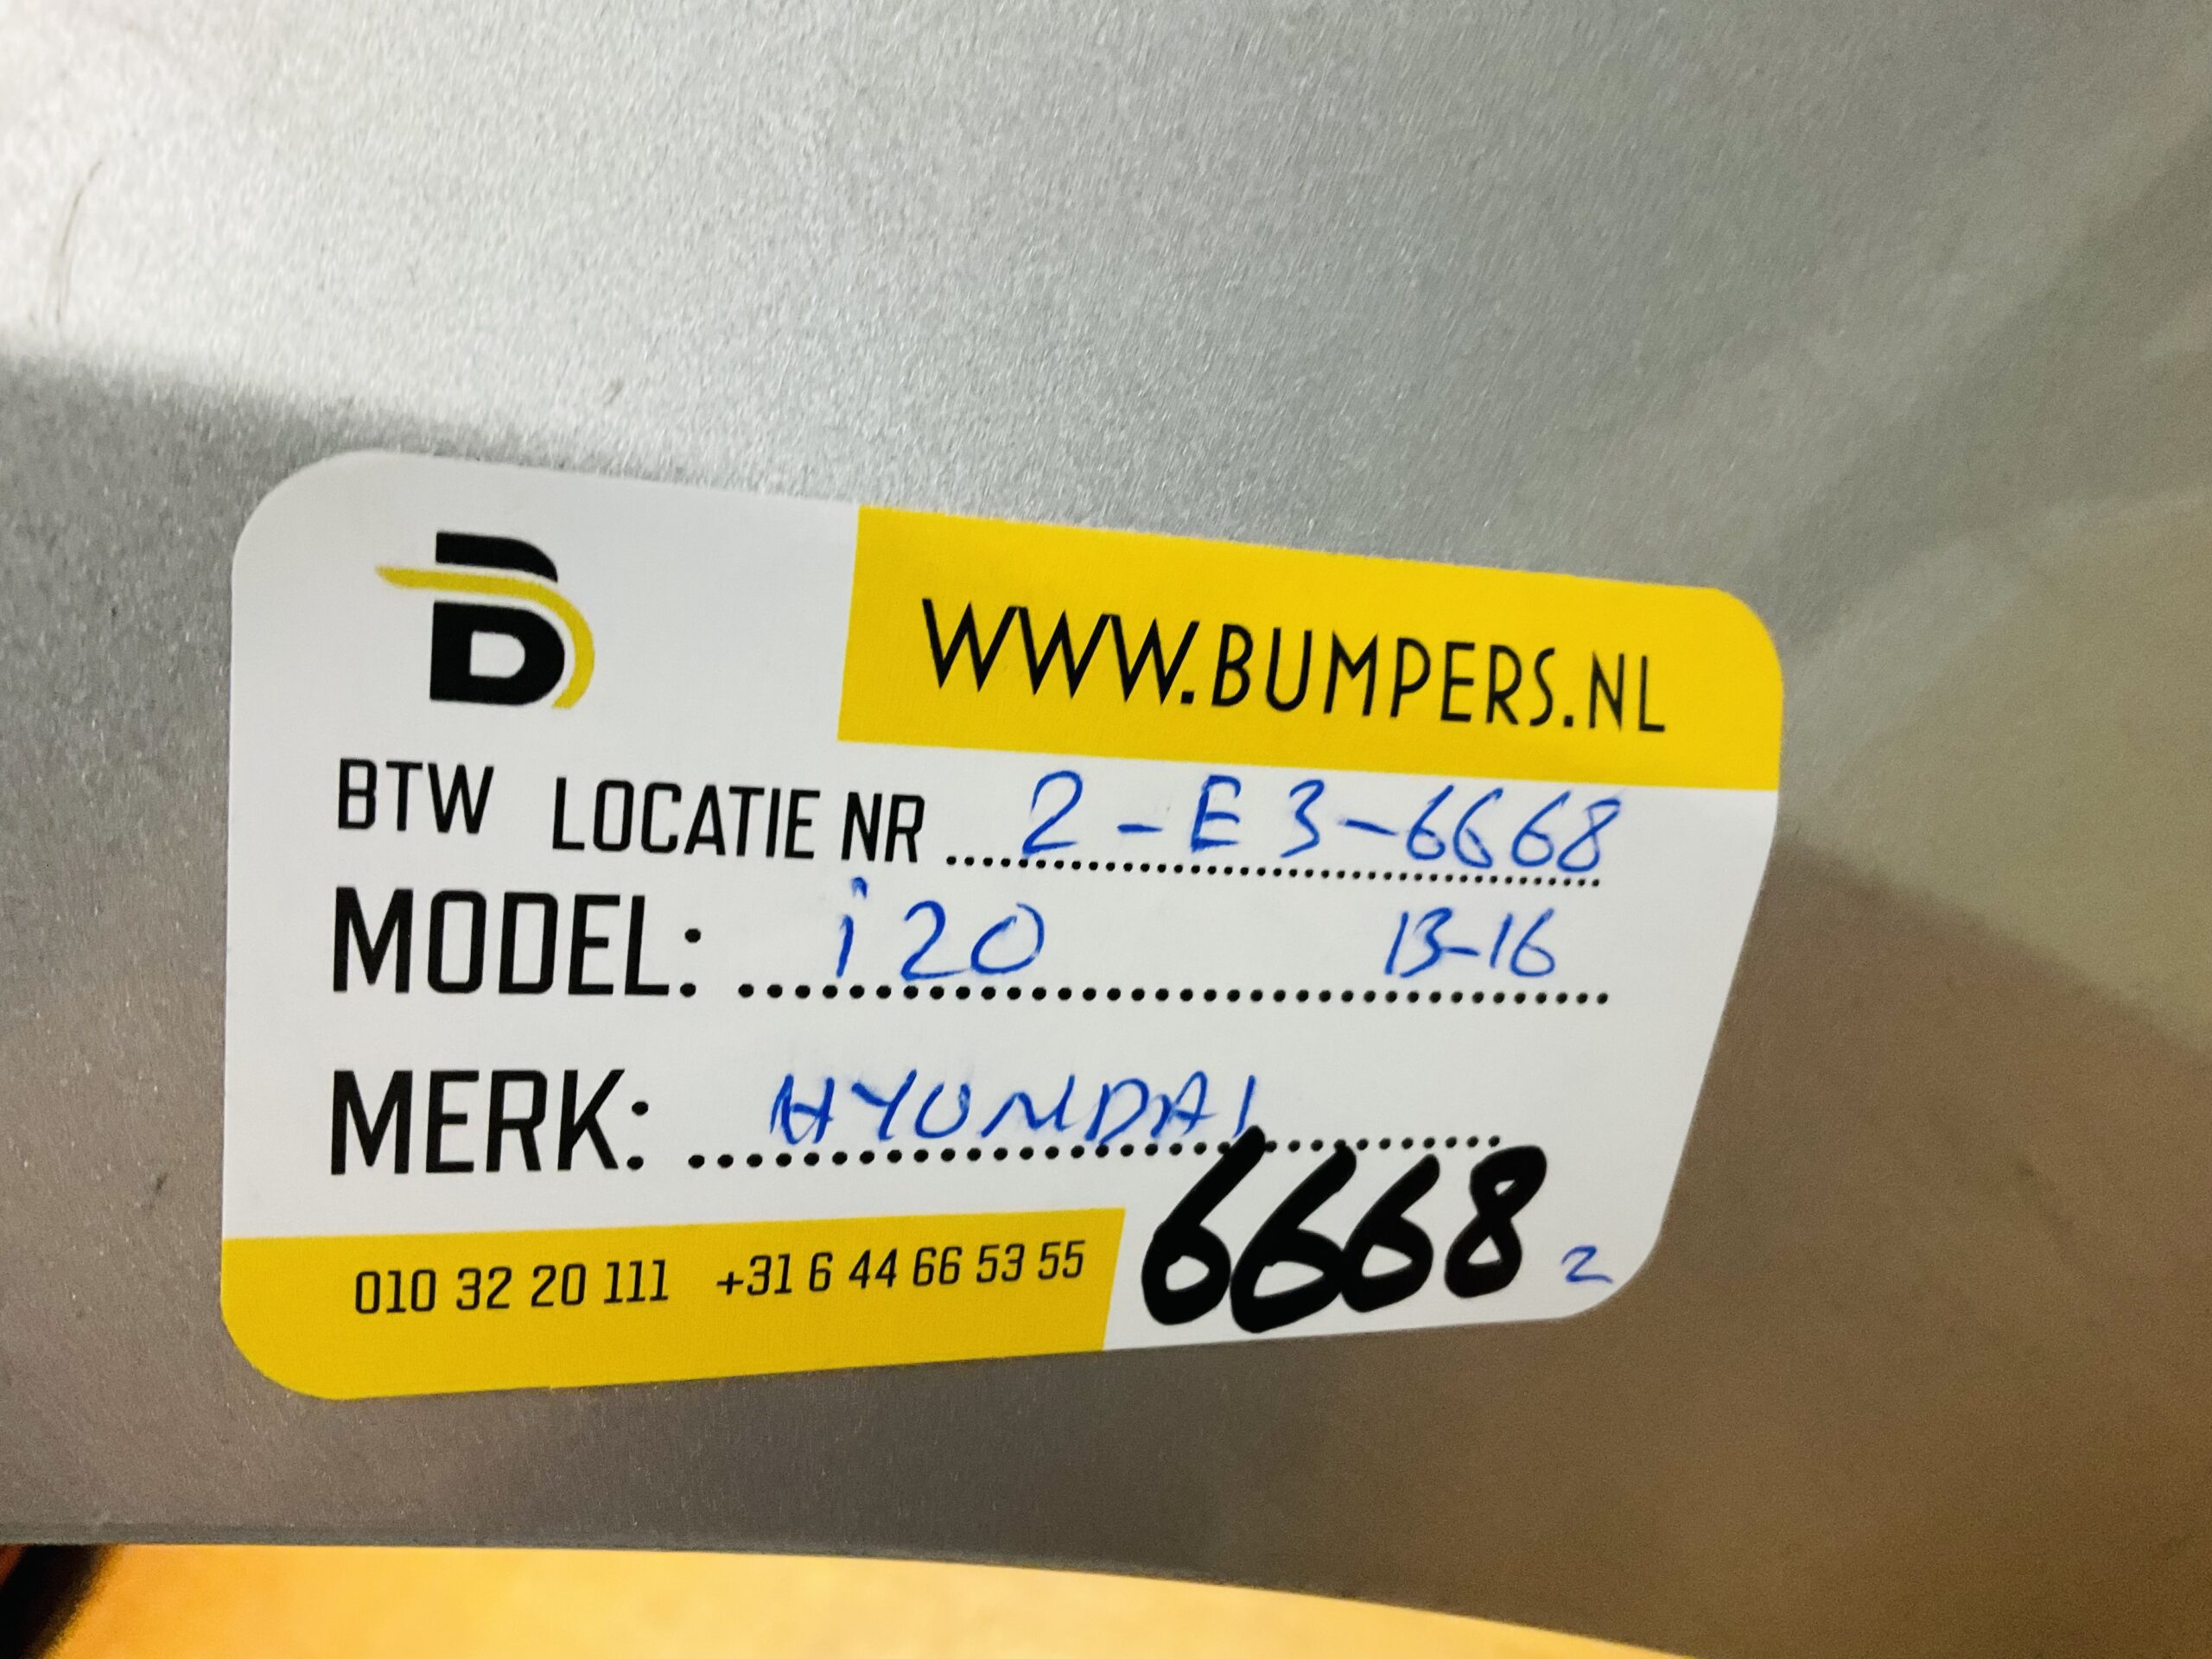 B
WWW.BUMPERS.NL
BTW LOCATIE NR 2-E3-6668
MODEL: i20 13-16
MERK: HYUNDAI
010 32 20 111 +31 6 44 66 53 55 6668 2